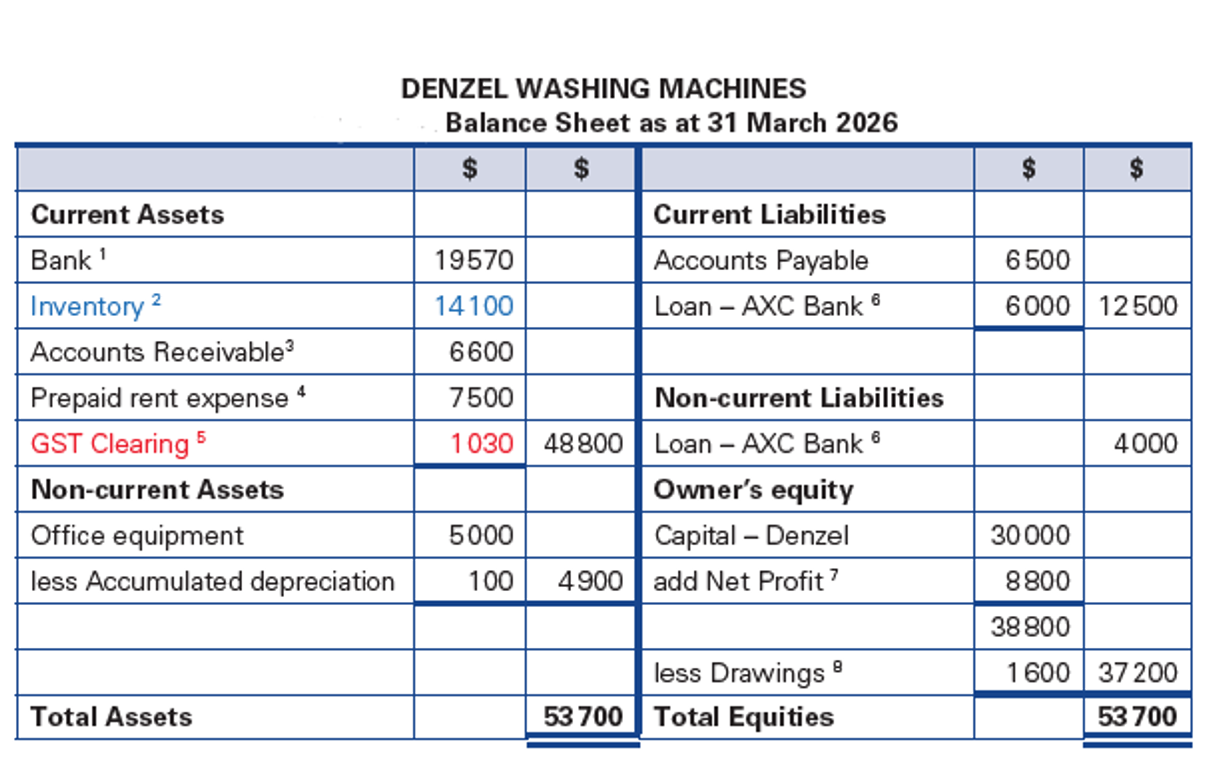 DENZEL WASHING MACHINES
Balance Sheet as at 31 March 2026
$ $ $ $
Current Assets Current Liabilities
Bank ¹ 19570 Accounts Payable 6500
Inventory ² 14100 Loan – AXC Bank ⁶ 6000 12500
Accounts Receivable³ 6600
Prepaid rent expense ⁴ 7500 Non-current Liabilities
GST Clearing ⁵ 1030 48800 Loan – AXC Bank ⁶ 4000
Non-current Assets Owner’s equity
Office equipment 5000 Capital – Denzel 30000
less Accumulated depreciation 100 4900 add Net Profit ⁷ 8800
38800
less Drawings ⁸ 1600 37200
Total Assets 53700 Total Equities 53700